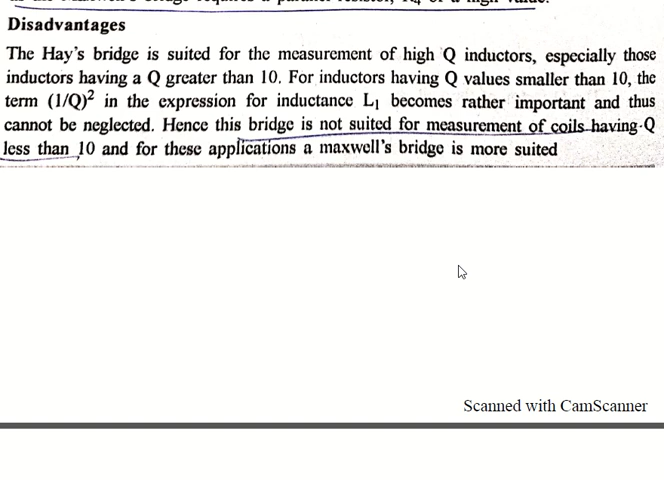 Disadvantages
The Hay's bridge is suited for the measurement of high Q inductors, especially those
inductors having a Q greater than 10. For inductors having Q values smaller than 10, the
term (1/Q)² in the expression for inductance L₁ becomes rather important and thus
cannot be neglected. Hence this bridge is not suited for measurement of coils having Q
less than 10 and for these applications a maxwell's bridge is more suited
Scanned with CamScanner